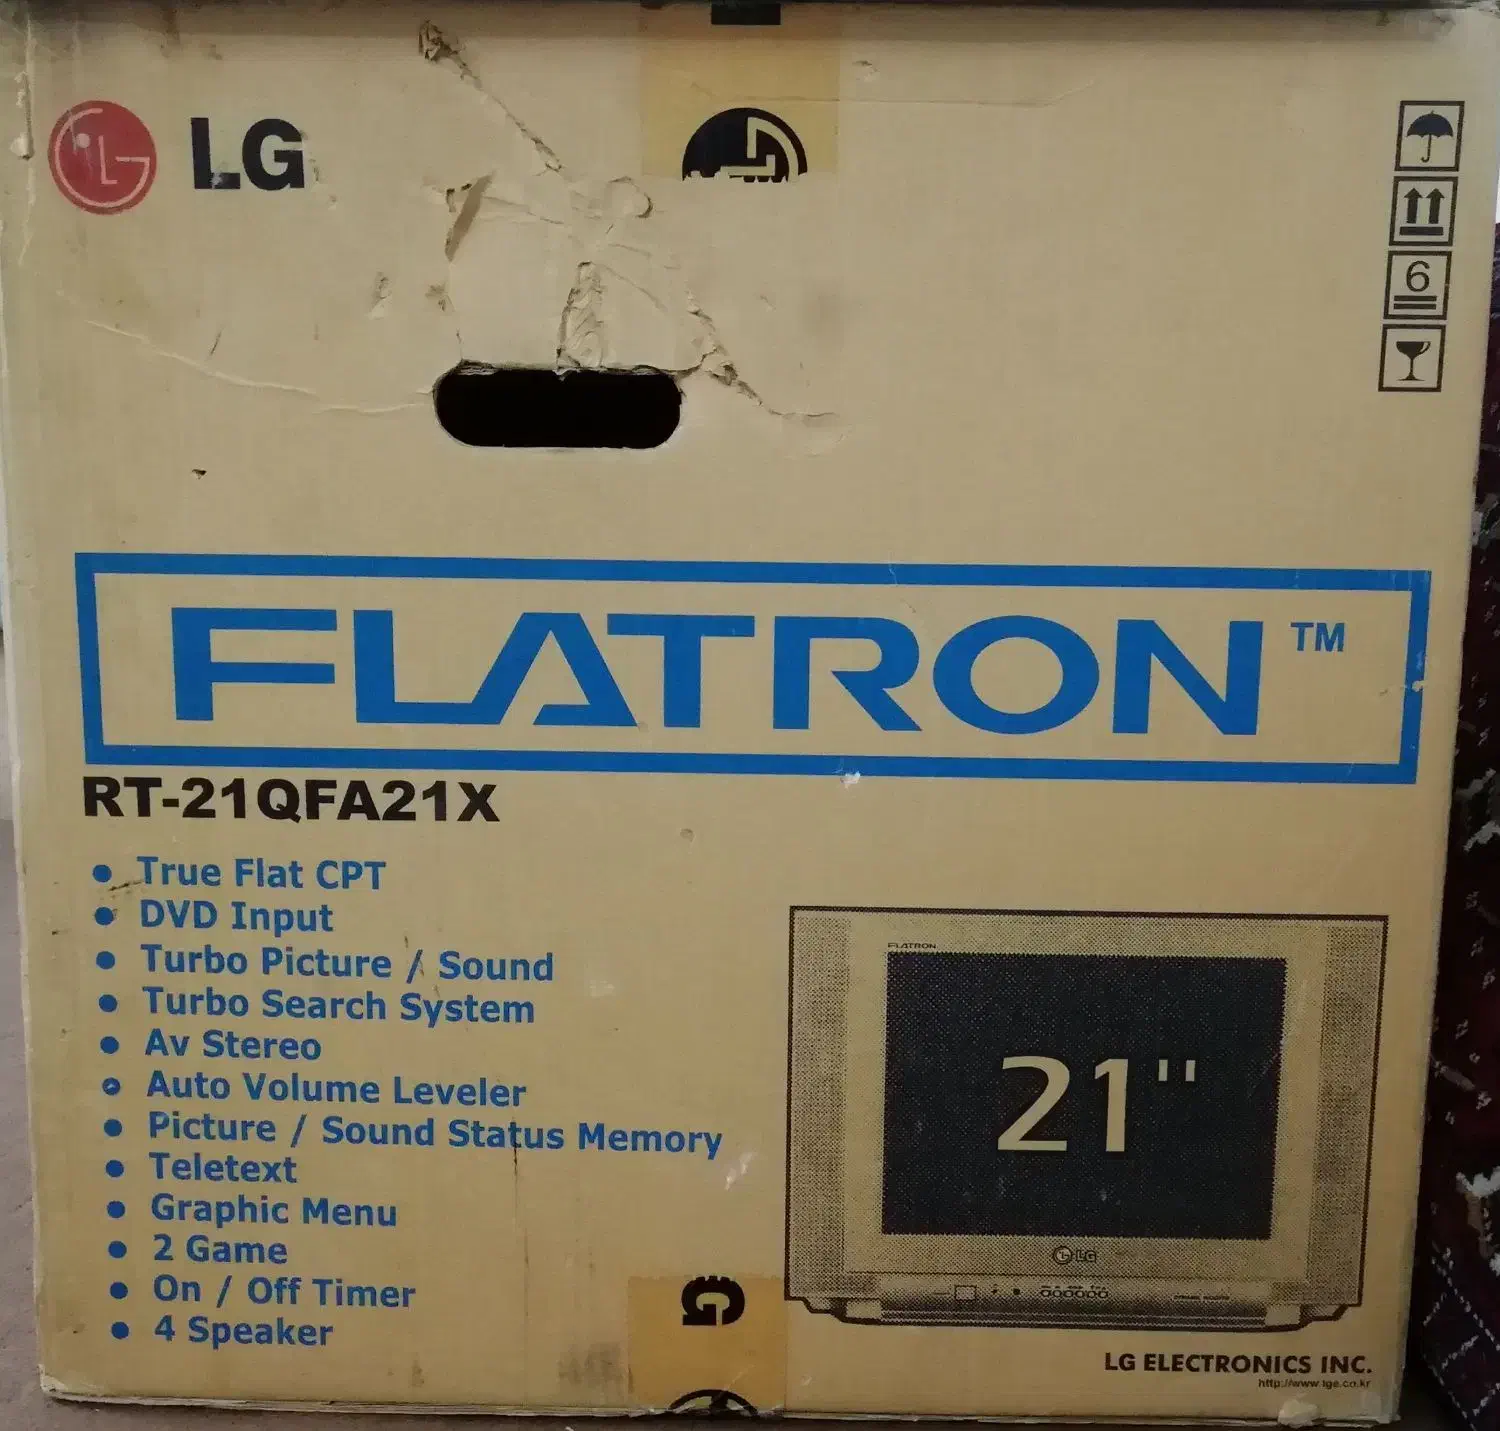 LG
6
FLATRON™
RT-21QFA21X
• True Flat CPT
• DVD Input
• Turbo Picture / Sound
• Turbo Search System
• Av Stereo
• Auto Volume Leveler
• Picture / Sound Status Memory
• Teletext
• Graphic Menu
• 2 Game
• On / Off Timer
• 4 Speaker
FLATRON
21"
LG
G
LG ELECTRONICS INC.
http://www.lge.co.kr